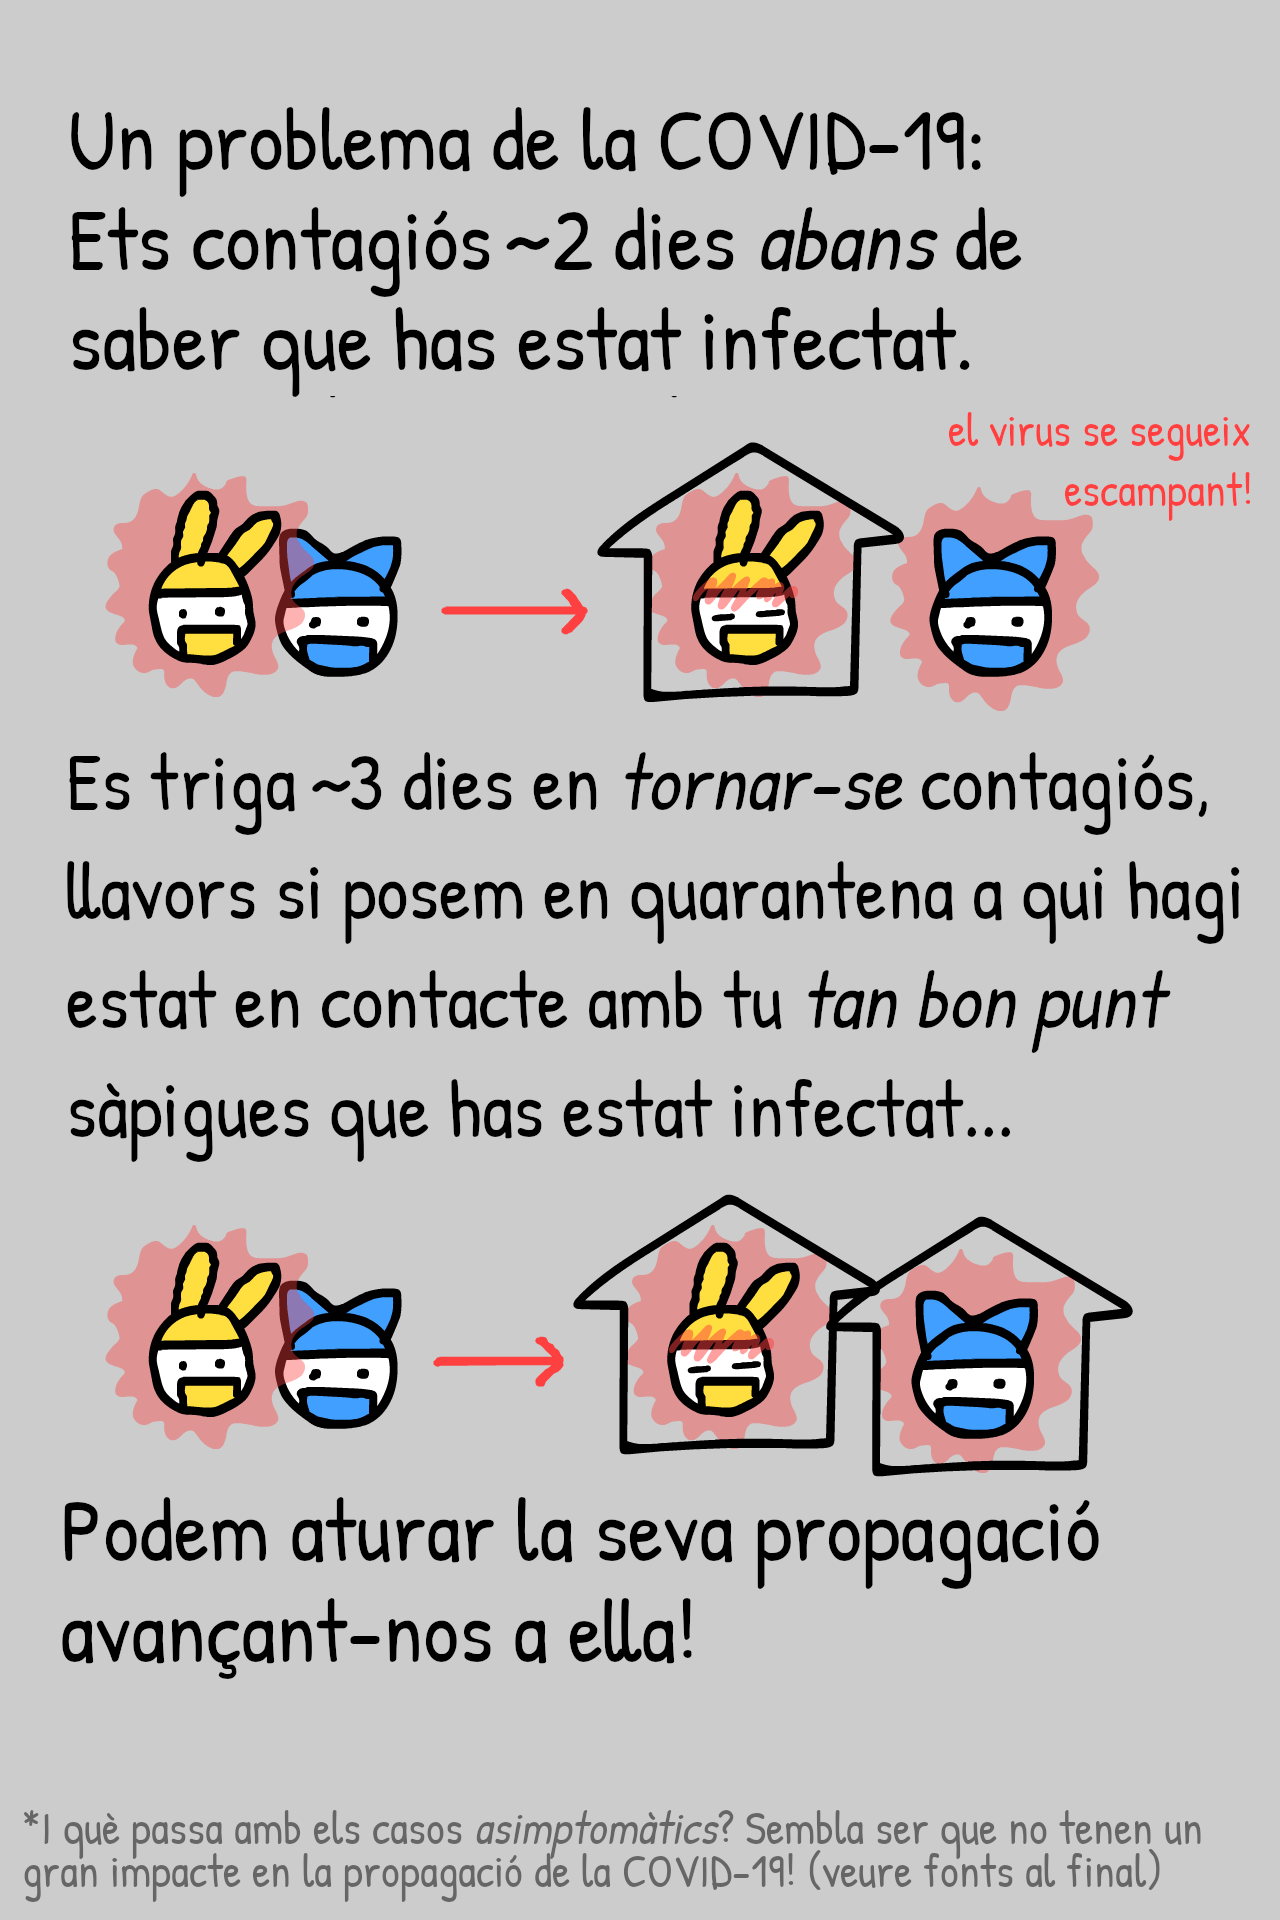 Un problema de la COVID-19:
Ets contagiós ~2 dies abans de
saber que has estat infectat.
el virus se segueix
escampant!
Es triga ~3 dies en tornar-se contagiós,
llavors si posem en quarantena a qui hagi
estat en contacte amb tu tan bon punt
sàpigues que has estat infectat...
Podem aturar la seva propagació
avançant-nos a ella!
*I què passa amb els casos asimptomàtics? Sembla ser que no tenen un
gran impacte en la propagació de la COVID-19! (veure fonts al final)